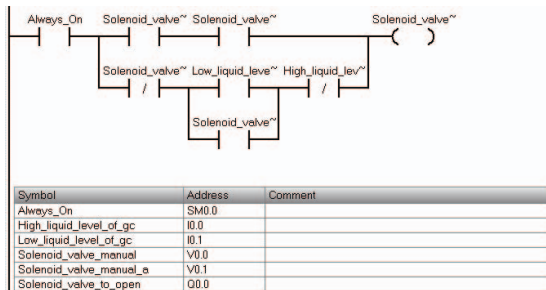 Always_On Solenoid_valve~ Solenoid_valve~ Solenoid_valve~
Solenoid_valve~ Low_liquid_leve~ High_liquid_lev~
/ /
Solenoid_valve~
Symbol Address Comment
Always_On SM0.0
High_liquid_level_of_gc I0.0
Low_liquid_level_of_gc I0.1
Solenoid_valve_manual V0.0
Solenoid_valve_manual_a V0.1
Solenoid_valve_to_open Q0.0